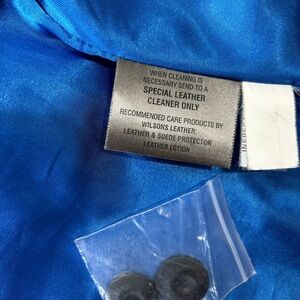 WHEN CLEANING IS
NECESSARY SEND TO A
SPECIAL LEATHER
CLEANER ONLY
RECOMMENDED CARE PRODUCTS BY
WILSONS LEATHER:
LEATHER & SUEDE PROTECTOR
LEATHER LOTION